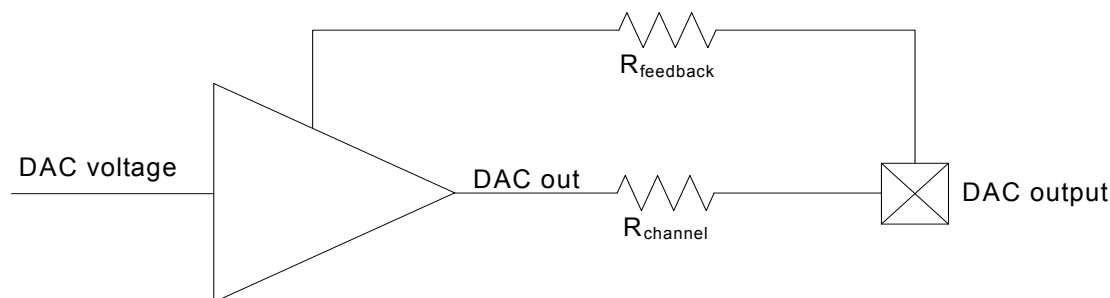 R_feedback
DAC voltage
DAC out
DAC output
R_channel